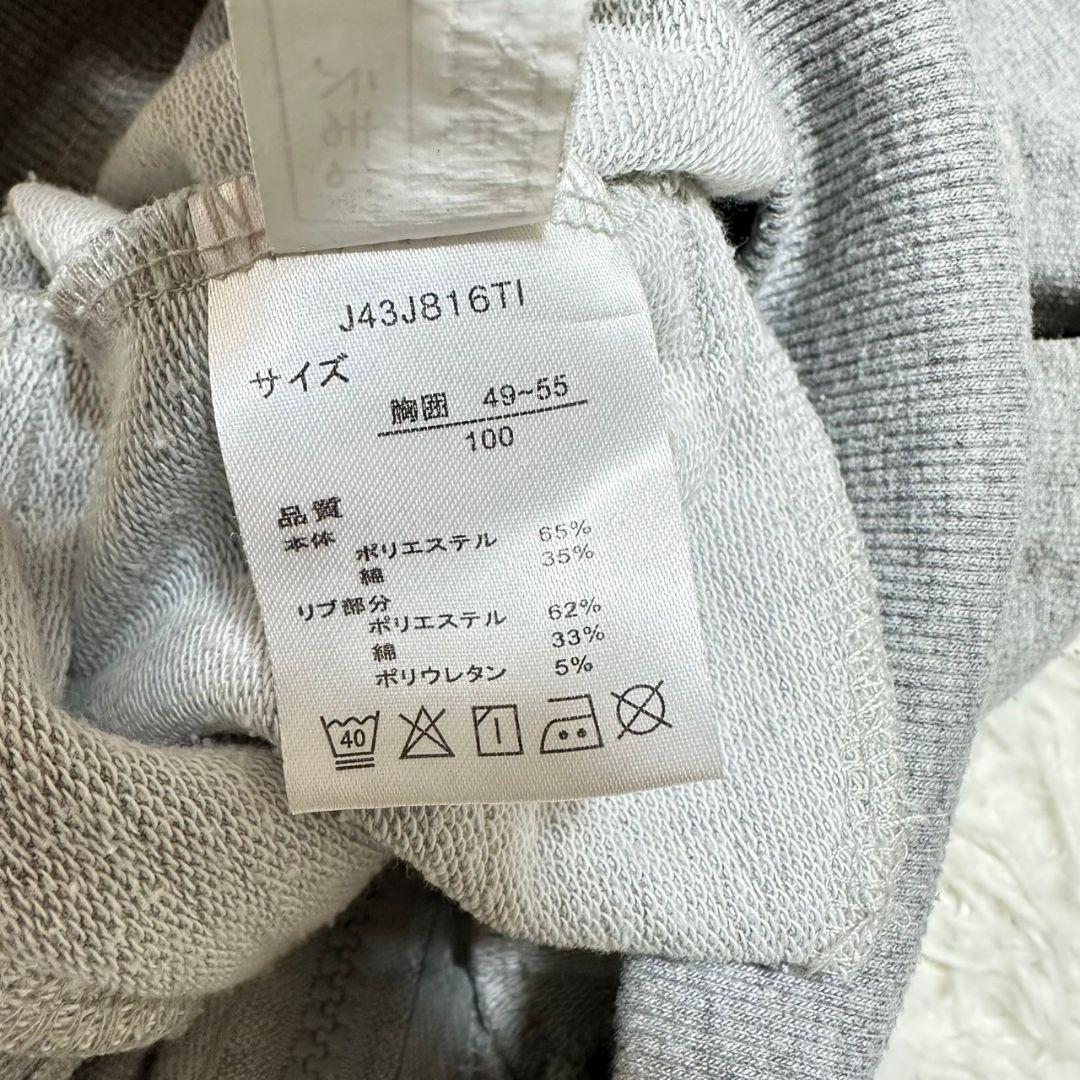 J43J816TI
サイズ
胸囲 49~55
100
品質
本体
ポリエステル 65%
綿 35%
リブ部分
ポリエステル 62%
綿 33%
ポリウレタン 5%
40